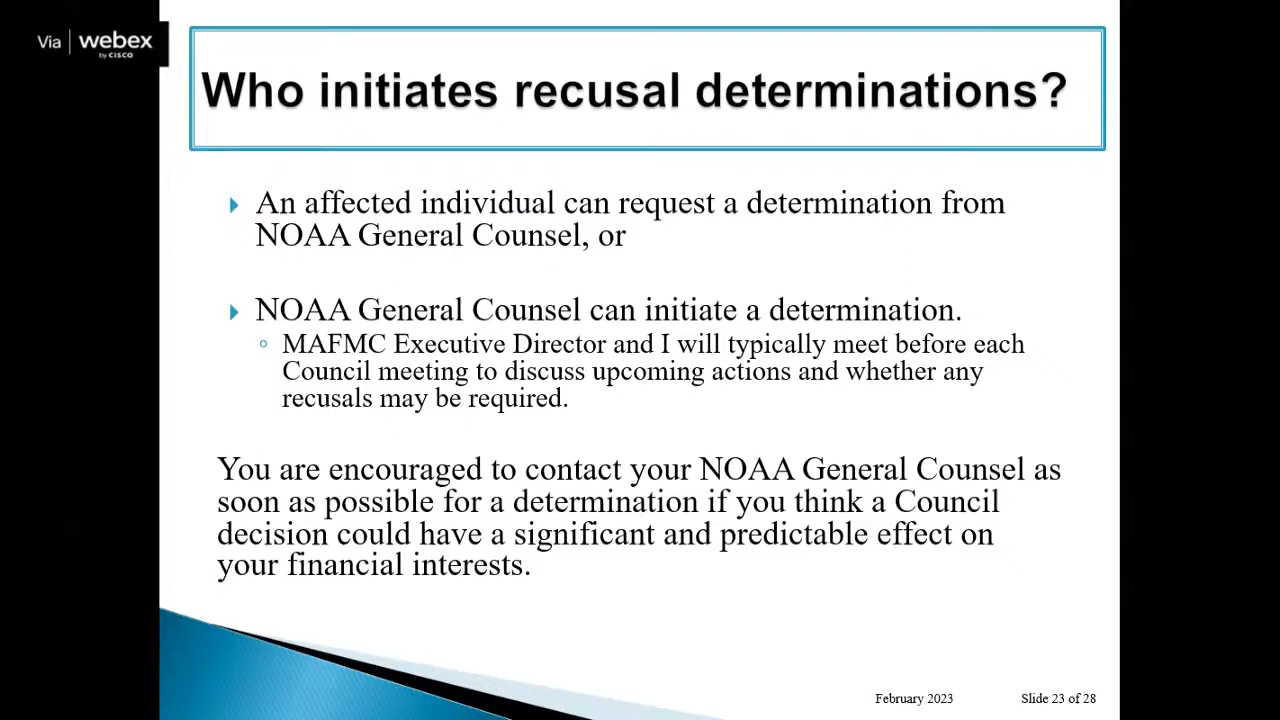 Via webex
by CISCO
Who initiates recusal determinations?
An affected individual can request a determination from
NOAA General Counsel, or
NOAA General Counsel can initiate a determination.
MAFMC Executive Director and I will typically meet before each
Council meeting to discuss upcoming actions and whether any
recusals may be required.
You are encouraged to contact your NOAA General Counsel as
soon as possible for a determination if you think a Council
decision could have a significant and predictable effect on
your financial interests.
February 2023 Slide 23 of 28